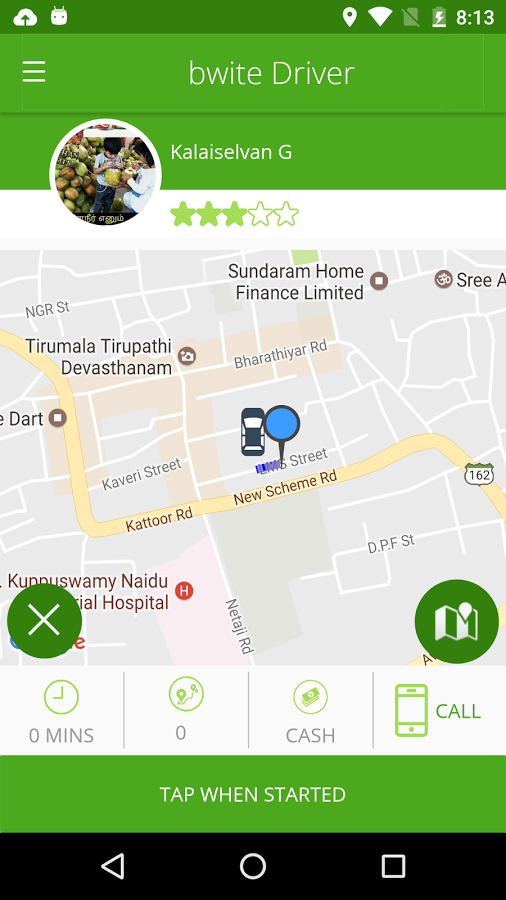 8:13
bwite Driver
Kalaiselvan G
நீர் எனும்
Sundaram Home
Finance Limited
Sree A
NGR St
Tirumala Tirupathi
Devasthanam
Bharathiyar Rd
e Dart
Kaveri Street
LMS Street
162
New Scheme Rd
Kattoor Rd
D.P.F St
. Kuppuswamy Naidu
rial Hospital
H
Netaji Rd
0 MINS
0
CASH
CALL
TAP WHEN STARTED